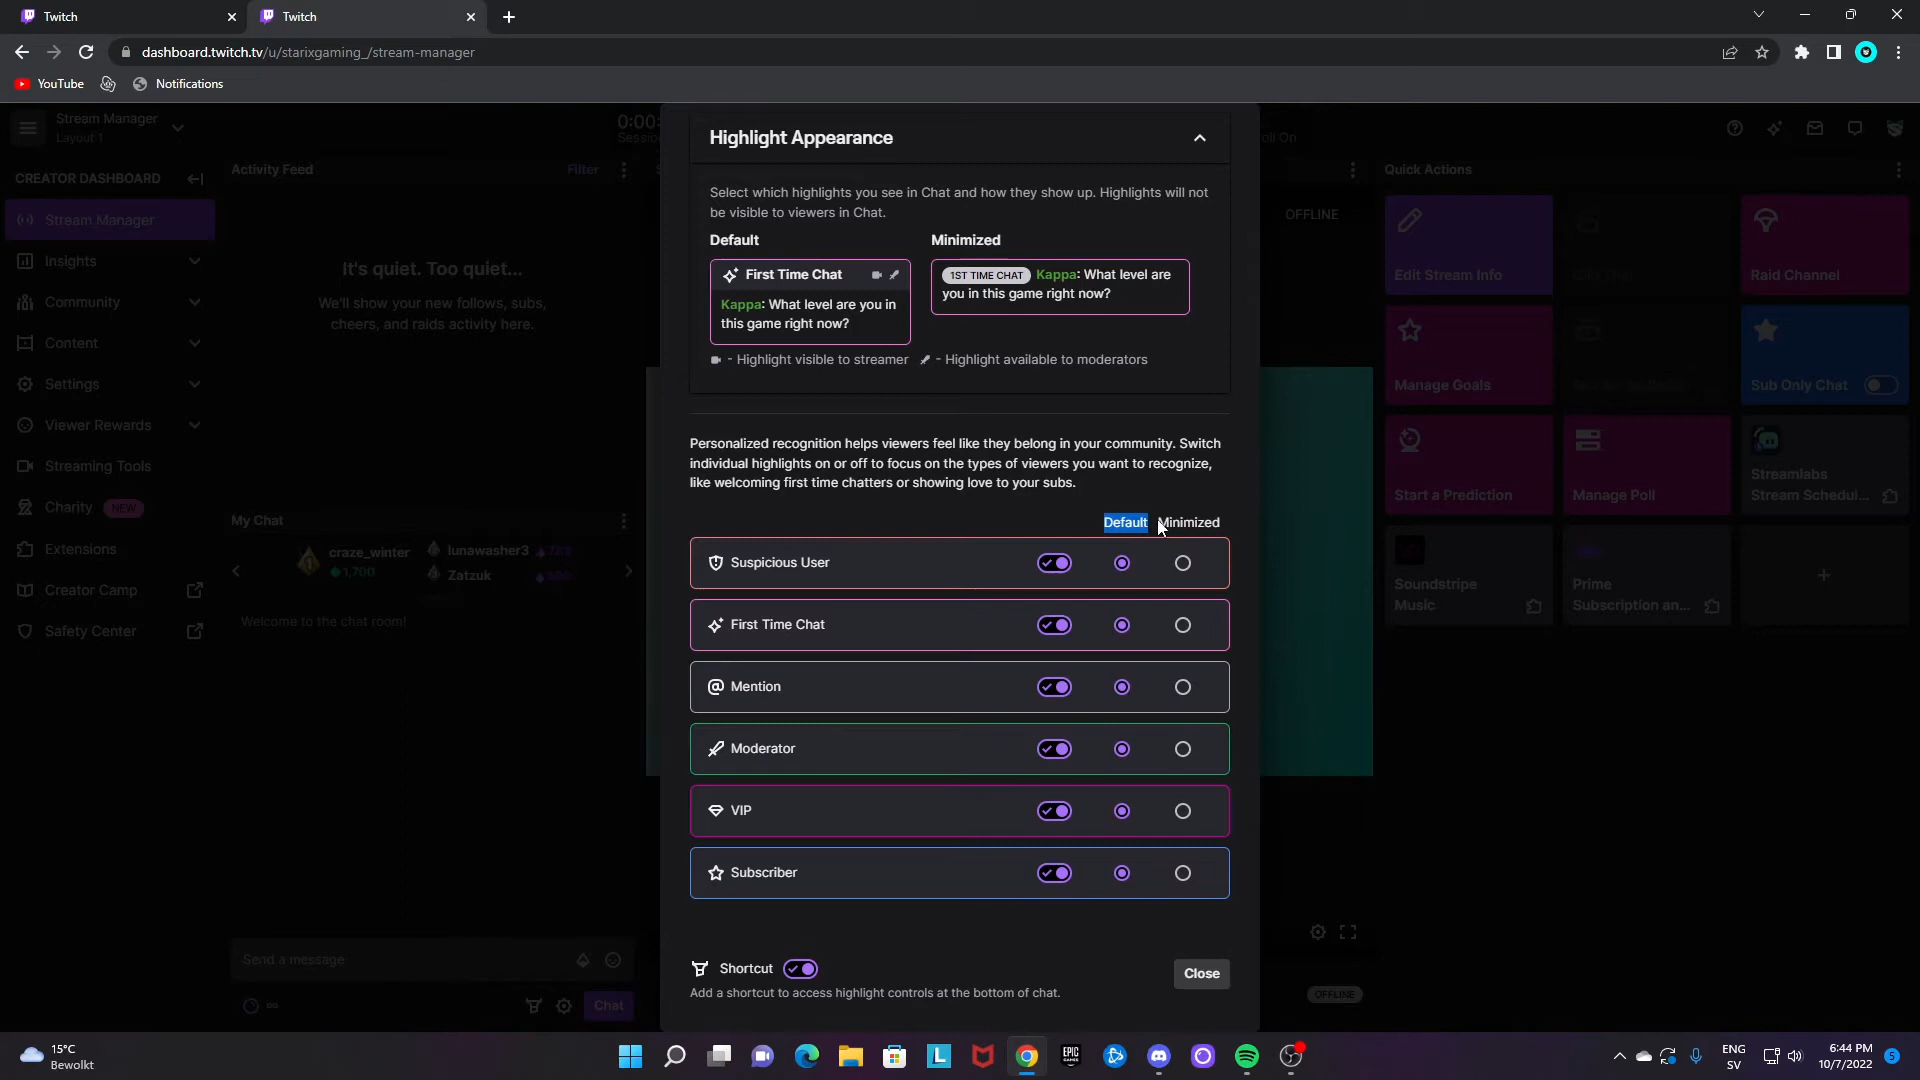 Twitch
Twitch
dashboard.twitch.tv/u/starixgaming_/stream-manager
YouTube
Notifications
Stream Manager
Layout 1
0:00:
Sessio
oll On
CREATOR DASHBOARD
Stream Manager
Insights
Community
Content
Settings
Viewer Rewards
Streaming Tools
Charity NEW
Extensions
Creator Camp
Safety Center
Activity Feed
Filter
It's quiet. Too quiet...
We'll show your new follows, subs,
cheers, and raids activity here.
My Chat
craze_winter
1,700
lunawasher3
Zatzuk
Welcome to the chat room!
Send a message
Chat
Highlight Appearance
Select which highlights you see in Chat and how they show up. Highlights will not
be visible to viewers in Chat.
Default
Minimized
First Time Chat
Kappa: What level are you in
this game right now?
1ST TIME CHAT Kappa: What level are
you in this game right now?
- Highlight visible to streamer
- Highlight available to moderators
Personalized recognition helps viewers feel like they belong in your community. Switch
individual highlights on or off to focus on the types of viewers you want to recognize,
like welcoming first time chatters or showing love to your subs.
Default Minimized
Suspicious User
First Time Chat
Mention
Moderator
VIP
Subscriber
Shortcut
Add a shortcut to access highlight controls at the bottom of chat.
Close
OFFLINE
OFFLINE
Quick Actions
Edit Stream Info
Raid Channel
Manage Goals
Sub Only Chat
Start a Prediction
Manage Poll
Streamlabs
Stream Schedul...
Soundstripe
Music
Prime
Subscription an...
15°C
Bewolkt
EPIC
GAMES
ENG
SV
6:44 PM
10/7/2022
5